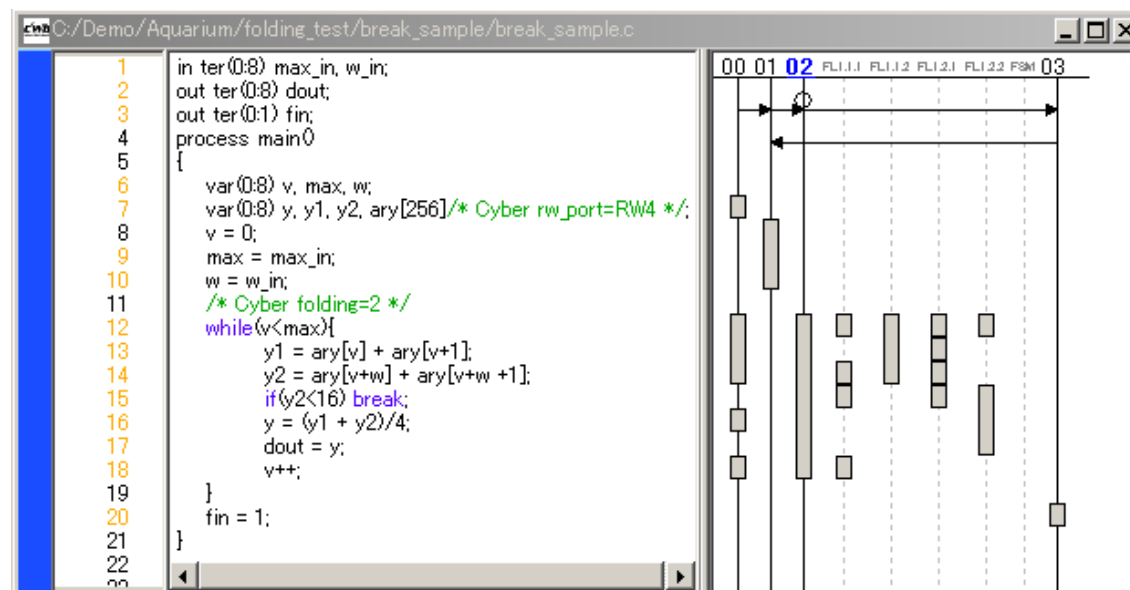 CWB C:/Demo/Aquarium/folding_test/break_sample/break_sample.c
1 in ter(0:8) max_in, w_in;
2 out ter(0:8) dout;
3 out ter(0:1) fin;
4 process main()
5 {
6 var(0:8) v, max, w;
7 var(0:8) y, y1, y2, ary[256]/* Cyber rw_port=RW4 */;
8 v = 0;
9 max = max_in;
10 w = w_in;
11 /* Cyber folding=2 */
12 while(v<max){
13 y1 = ary[v] + ary[v+1];
14 y2 = ary[v+w] + ary[v+w +1];
15 if(y2<16) break;
16 y = (y1 + y2)/4;
17 dout = y;
18 v++;
19 }
20 fin = 1;
21 }
22
00 01 02 FL1.1.1 FL1.1.2 FL1.2.1 FL1.2.2 FSM 03